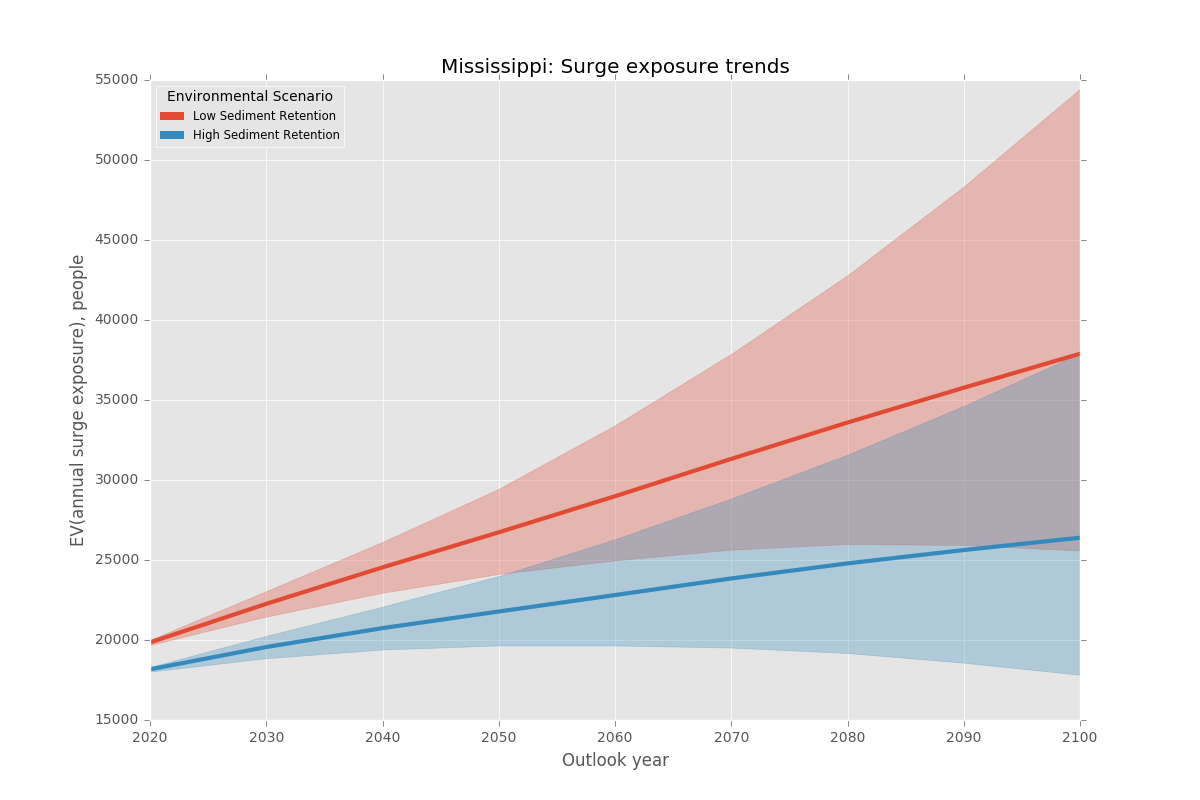 Mississippi: Surge exposure trends
Environmental Scenario
Low Sediment Retention
High Sediment Retention
EV(annual surge exposure), people
55000
50000
45000
40000
35000
30000
25000
20000
15000
2020 2030 2040 2050 2060 2070 2080 2090 2100
Outlook year